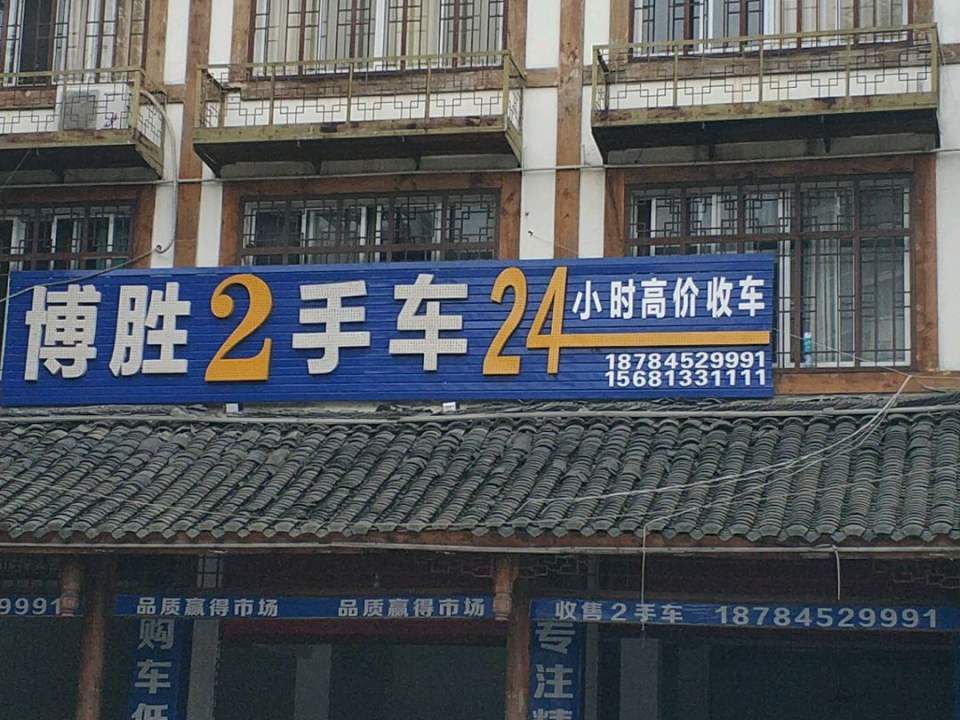 博胜2手车24小时高价收车
18784529991
15681331111
9991
品质赢得市场 品质赢得市场
收售2手车 18784529991
购车低
专注精